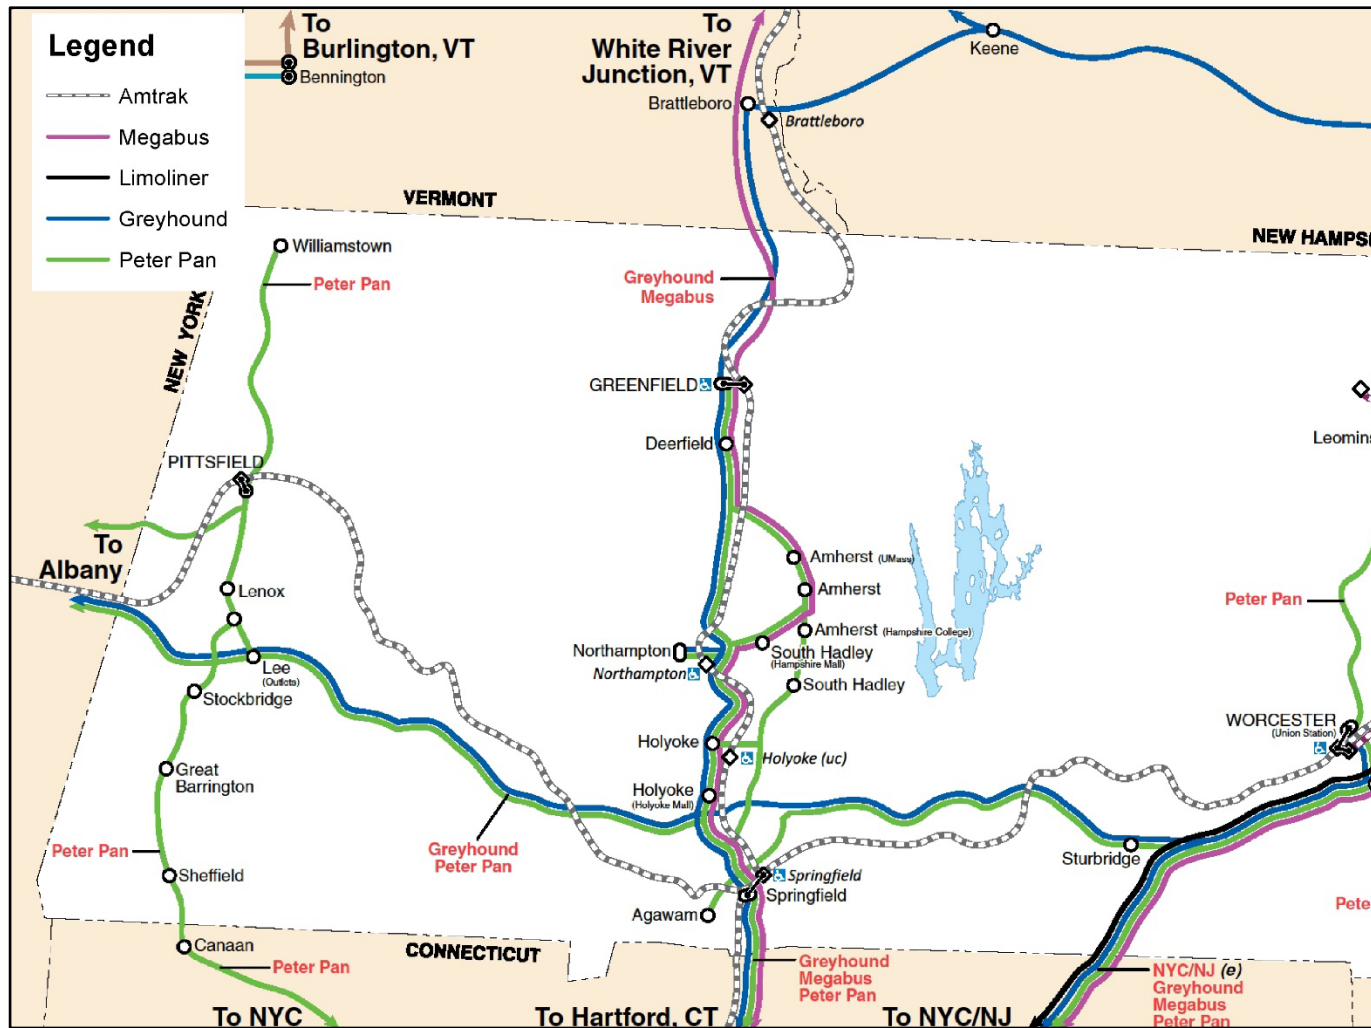 Legend
Amtrak
Megabus
Limoliner
Greyhound
Peter Pan
To
Burlington, VT
Bennington
To
White River
Junction, VT
Keene
Brattleboro
Brattleboro
VERMONT
NEW HAMPS
Williamstown
Peter Pan
Greyhound
Megabus
NEW YORK
GREENFIELD
Deerfield
Leomins
PITTSFIELD
To
Albany
Lenox
Amherst (UMass)
Amherst
Amherst (Hampshire College)
Peter Pan
Northampton
Northampton
South Hadley
(Hampshire Mall)
Lee
(Outlets)
South Hadley
Stockbridge
WORCESTER
(Union Station)
Holyoke
Holyoke (uc)
Great
Barrington
Holyoke
(Holyoke Mall)
Peter Pan
Greyhound
Peter Pan
Sturbridge
Sheffield
Springfield
Springfield
Agawam
Pete
Canaan
CONNECTICUT
Peter Pan
Greyhound
Megabus
Peter Pan
NYC/NJ (e)
Greyhound
Megabus
Peter Pan
To NYC
To Hartford, CT
To NYC/NJ